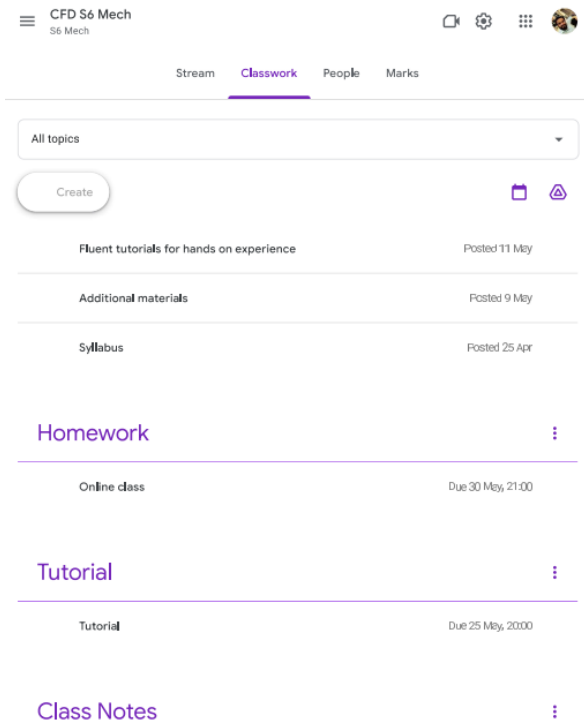 CFD S6 Mech
S6 Mech
Stream Classwork People Marks
All topics
Create
Fluent tutorials for hands on experience Posted 11 May
Additional materials Posted 9 May
Syllabus Posted 25 Apr
Homework
Online class Due 30 May, 21:00
Tutorial
Tutorial Due 25 May, 20:00
Class Notes